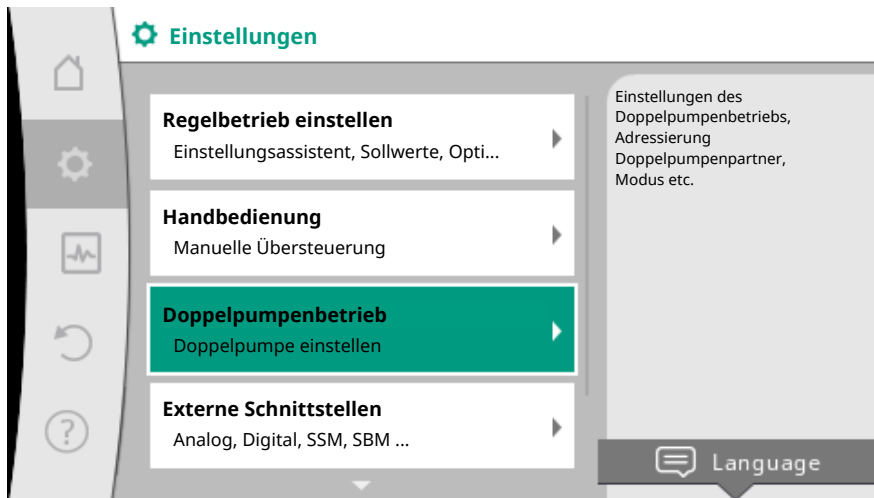 Einstellungen
Regelbetrieb einstellen
Einstellungsassistent, Sollwerte, Opti...
Handbedienung
Manuelle Übersteuerung
Doppelpumpenbetrieb
Doppelpumpe einstellen
Externe Schnittstellen
Analog, Digital, SSM, SBM ...
Einstellungen des
Doppelpumpenbetriebs,
Adressierung
Doppelpumpenpartner,
Modus etc.
?
Language